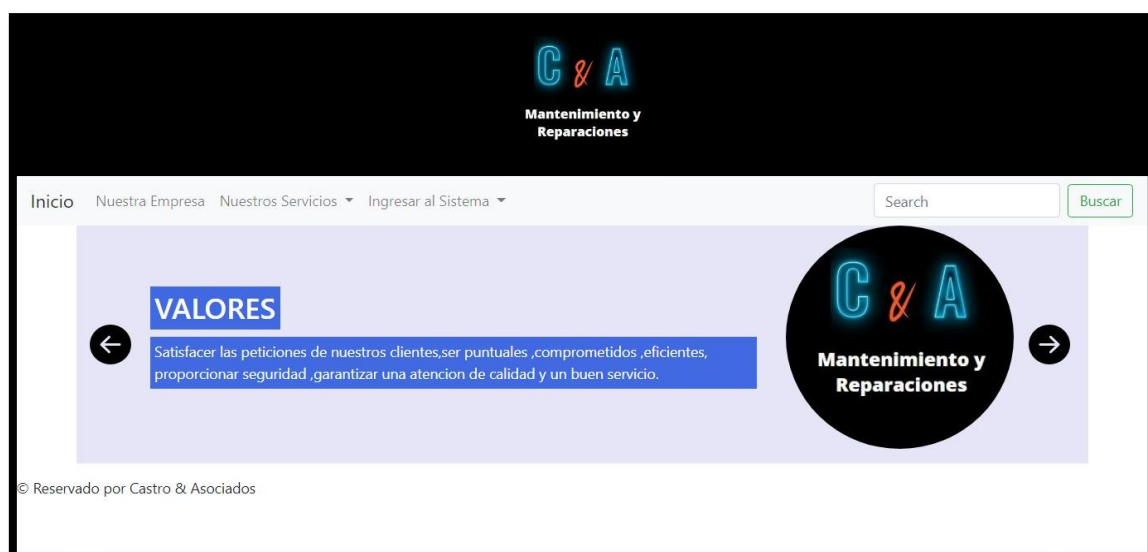 C & A
Mantenimiento y
Reparaciones
Inicio Nuestra Empresa Nuestros Servicios Ingresar al Sistema Search Buscar
VALORES
Satisfacer las peticiones de nuestros clientes,ser puntuales ,comprometidos ,eficientes,
proporcionar seguridad ,garantizar una atencion de calidad y un buen servicio.
C & A
Mantenimiento y
Reparaciones
© Reservado por Castro & Asociados